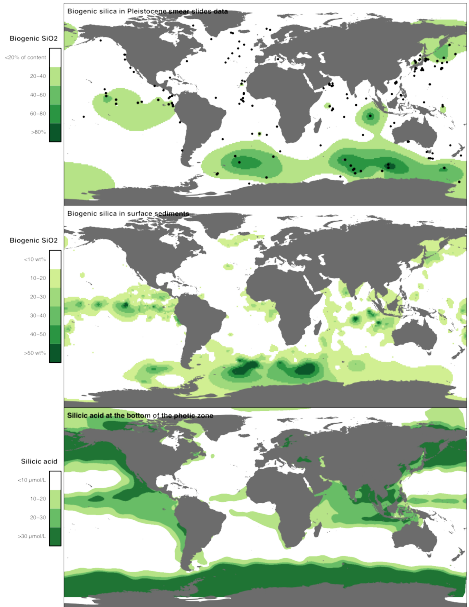 Biogenic silica in Pleistocene smear slides data
Biogenic SiO2
<20% of content
20–40
40–60
60–80
>80%
Biogenic silica in surface sediments
Biogenic SiO2
<10 wt%
10–20
20–30
30–40
40–50
>50 wt%
Silicic acid at the bottom of the photic zone
Silicic acid
<10 μmol/L
10–20
20–30
>30 μmol/L